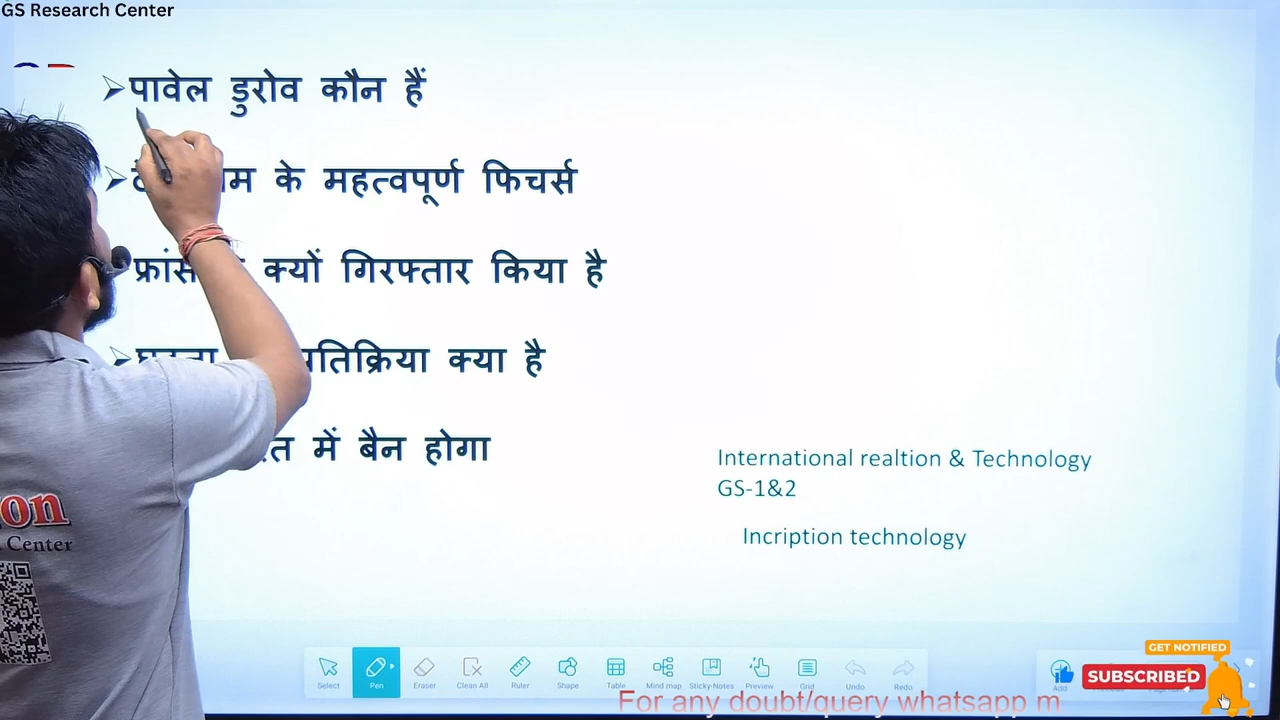 GS Research Center
पावेल डुरोव कौन हैं
के महत्वपूर्ण फिचर्स
क्यों गिरफ्तार किया है
क्या है
में बैन होगा
International realtion & Technology
GS-1&2
Incription technology
Center
GET NOTIFIED
SUBSCRIBED
Select Pen Eraser Clean All Ruler Shape Table Mind map Sticky-Notes Preview Grid Undo Redo Add
For any doubt/query whatsapp m